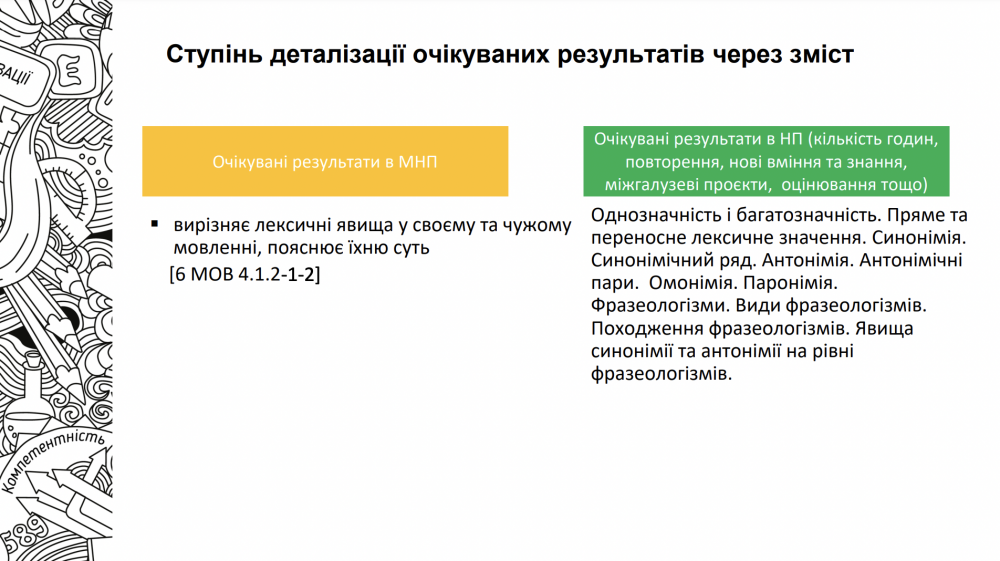 Ступінь деталізації очікуваних результатів через зміст
Очікувані результати в МНП
▪ вирізняє лексичні явища у своєму та чужому
мовленні, пояснює їхню суть
[6 МОВ 4.1.2-1-2]
Очікувані результати в НП (кількість годин,
повторення, нові вміння та знання,
міжгалузеві проєкти, оцінювання тощо)
Однозначність і багатозначність. Пряме та
переносне лексичне значення. Синонімія.
Синонімічний ряд. Антонімія. Антонімічні
пари. Омонімія. Паронімія.
Фразеологізми. Види фразеологізмів.
Походження фразеологізмів. Явища
синонімії та антонімії на рівні
фразеологізмів.
Компетентність
589